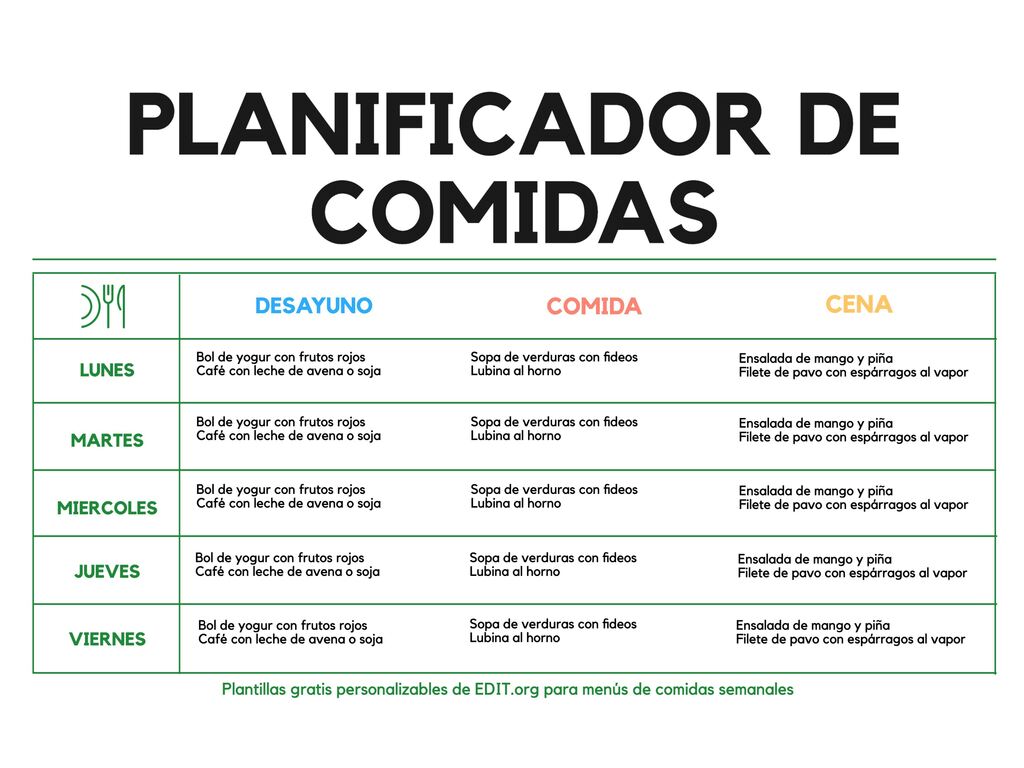 PLANIFICADOR DE
COMIDAS
DESAYUNO
COMIDA
CENA
LUNES
Bol de yogur con frutos rojos
Café con leche de avena o soja
Sopa de verduras con fideos
Lubina al horno
Ensalada de mango y piña
Filete de pavo con espárragos al vapor
MARTES
Bol de yogur con frutos rojos
Café con leche de avena o soja
Sopa de verduras con fideos
Lubina al horno
Ensalada de mango y piña
Filete de pavo con espárragos al vapor
MIERCOLES
Bol de yogur con frutos rojos
Café con leche de avena o soja
Sopa de verduras con fideos
Lubina al horno
Ensalada de mango y piña
Filete de pavo con espárragos al vapor
JUEVES
Bol de yogur con frutos rojos
Café con leche de avena o soja
Sopa de verduras con fideos
Lubina al horno
Ensalada de mango y piña
Filete de pavo con espárragos al vapor
VIERNES
Bol de yogur con frutos rojos
Café con leche de avena o soja
Sopa de verduras con fideos
Lubina al horno
Ensalada de mango y piña
Filete de pavo con espárragos al vapor
Plantillas gratis personalizables de EDIT.org para menús de comidas semanales